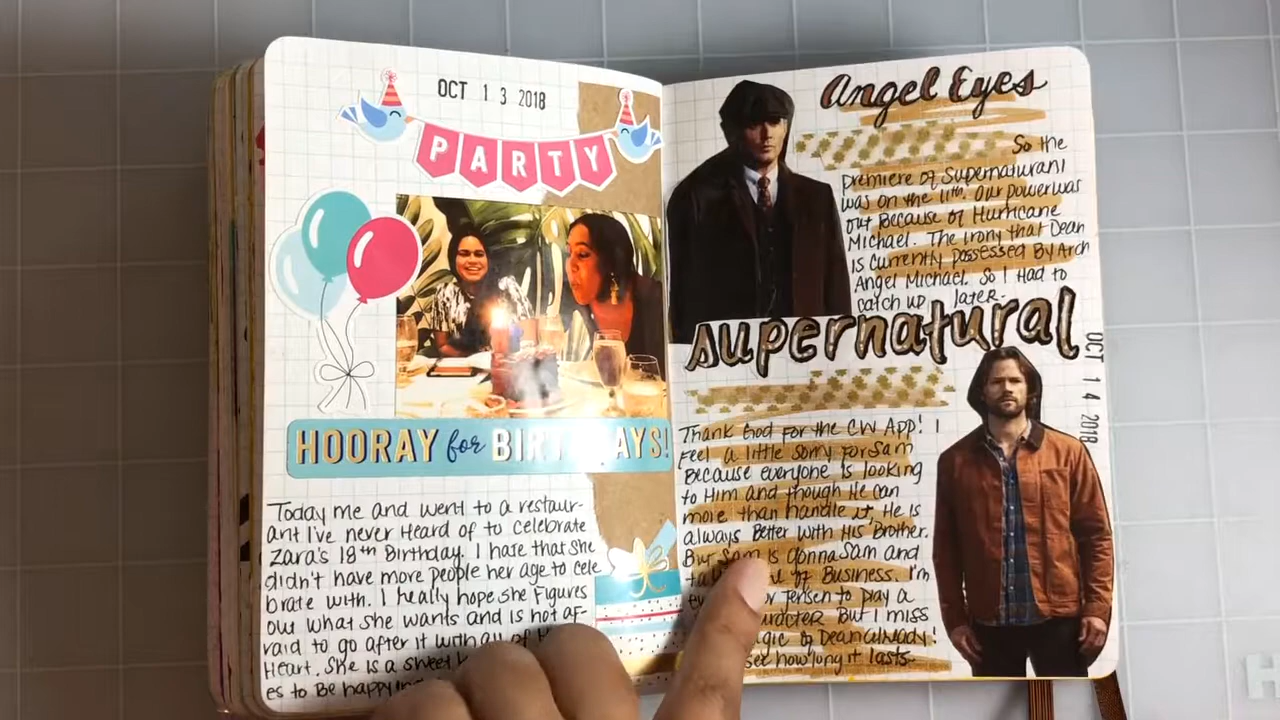 OCT 1 3 2018
PARTY
HOORAY for BIR AYS!
Today me and went to a restaur-
ant I've never Heard of to celebrate
Zara's 18th Birthday. I hate that she
didn't have more people her age to cele
brate with. I really hope she Figures
out what she wants and is not af-
raid to go after it with all of
Heart. She is a sweet
es to Be happy
Angel Eyes
So the
premiere of Supernaturanl
was on the 11th. Our power was
out Because of Hurricane
Michael. The irony that Dean
is currently possessed By Arch
Angel Michael. So I Had to
catch up later.
supernatural
OCT 1 4 2018
Thank God For the CW App! I
Feel a little sorry For Sam
Because everyone is looking
to Him and though He can
more than handle it, He is
always Better with His Brother.
But Sam is gonna Sam and
of Business. I'm
Jensen to play a
But I miss
Dean already!
see how long it lasts.